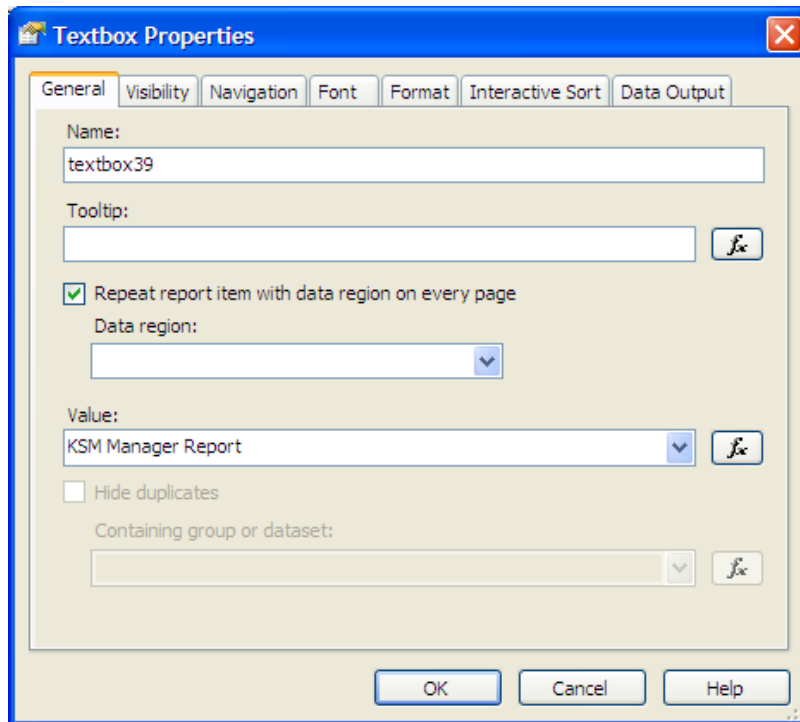 Textbox Properties
General Visibility Navigation Font Format Interactive Sort Data Output
Name:
textbox39
Tooltip:
fx
Repeat report item with data region on every page
Data region:
Value:
KSM Manager Report fx
Hide duplicates
Containing group or dataset:
fx
OK Cancel Help